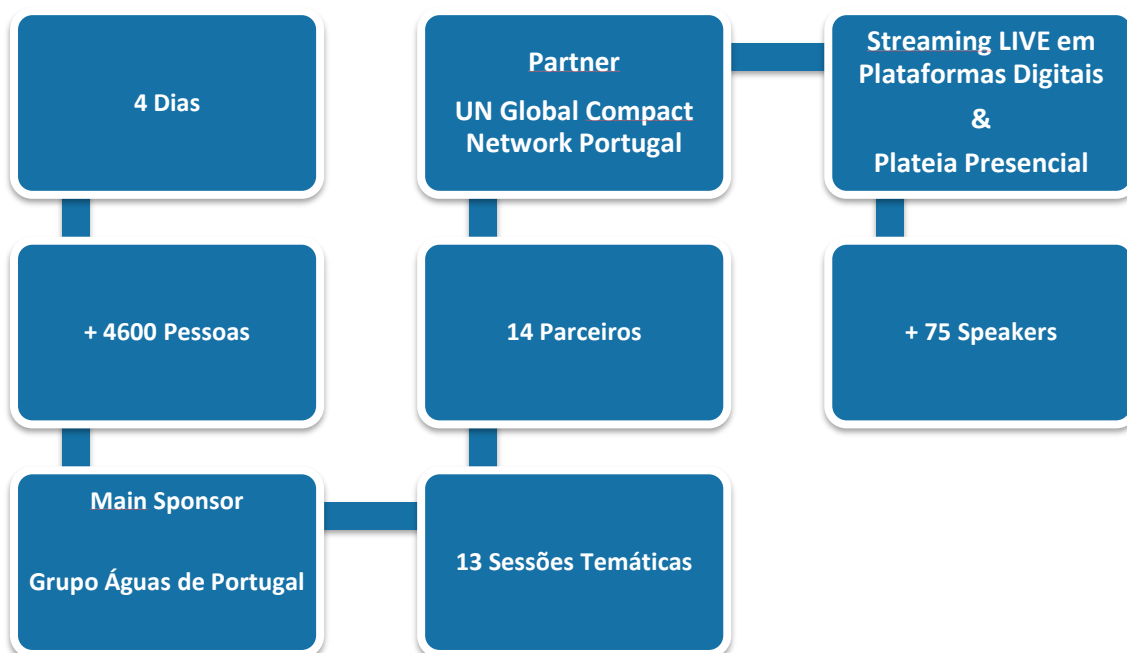 4 Dias
+ 4600 Pessoas
Main Sponsor
Grupo Águas de Portugal
13 Sessões Temáticas
14 Parceiros
Partner
UN Global Compact
Network Portugal
Streaming LIVE em
Plataformas Digitais
&
Plateia Presencial
+ 75 Speakers